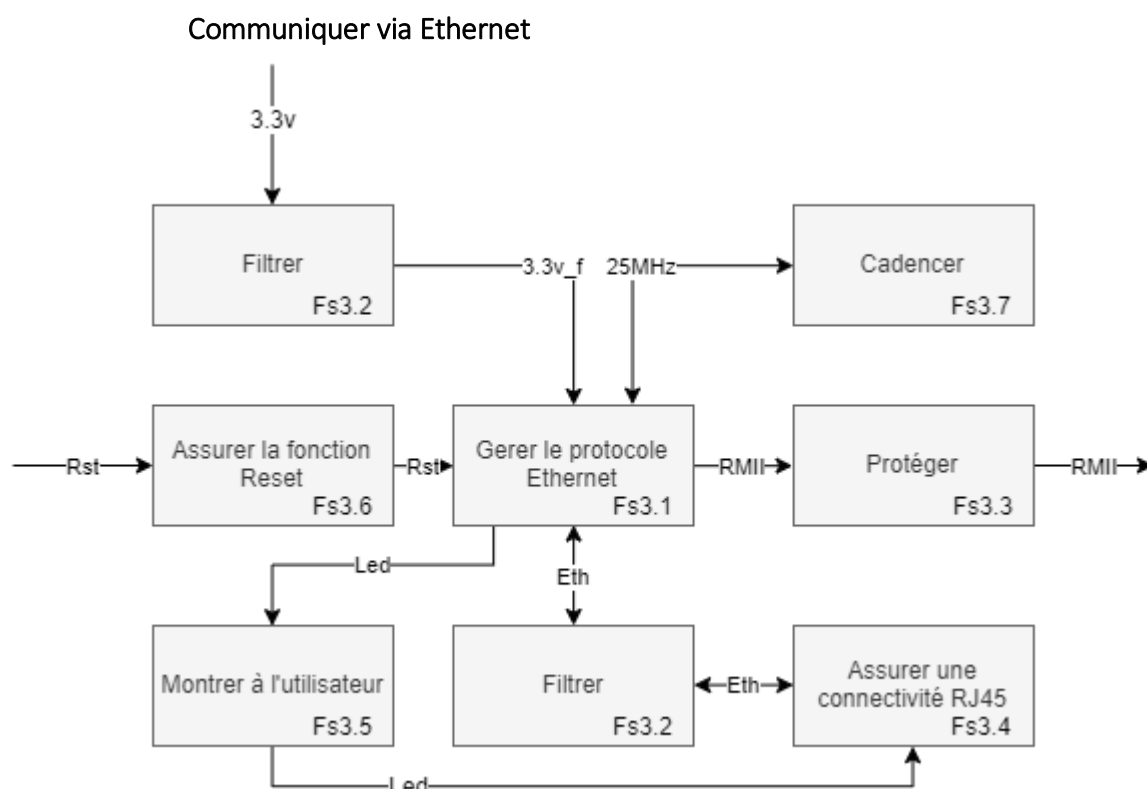 Communiquer via Ethernet
3.3v
Filtrer
Fs3.2
3.3v_f
25MHz
Cadencer
Fs3.7
Rst
Assurer la fonction
Reset
Fs3.6
Rst
Gerer le protocole
Ethernet
Fs3.1
RMII
Protéger
Fs3.3
RMII
Led
Eth
Montrer à l'utilisateur
Fs3.5
Filtrer
Fs3.2
Eth
Assurer une
connectivité RJ45
Fs3.4
Led